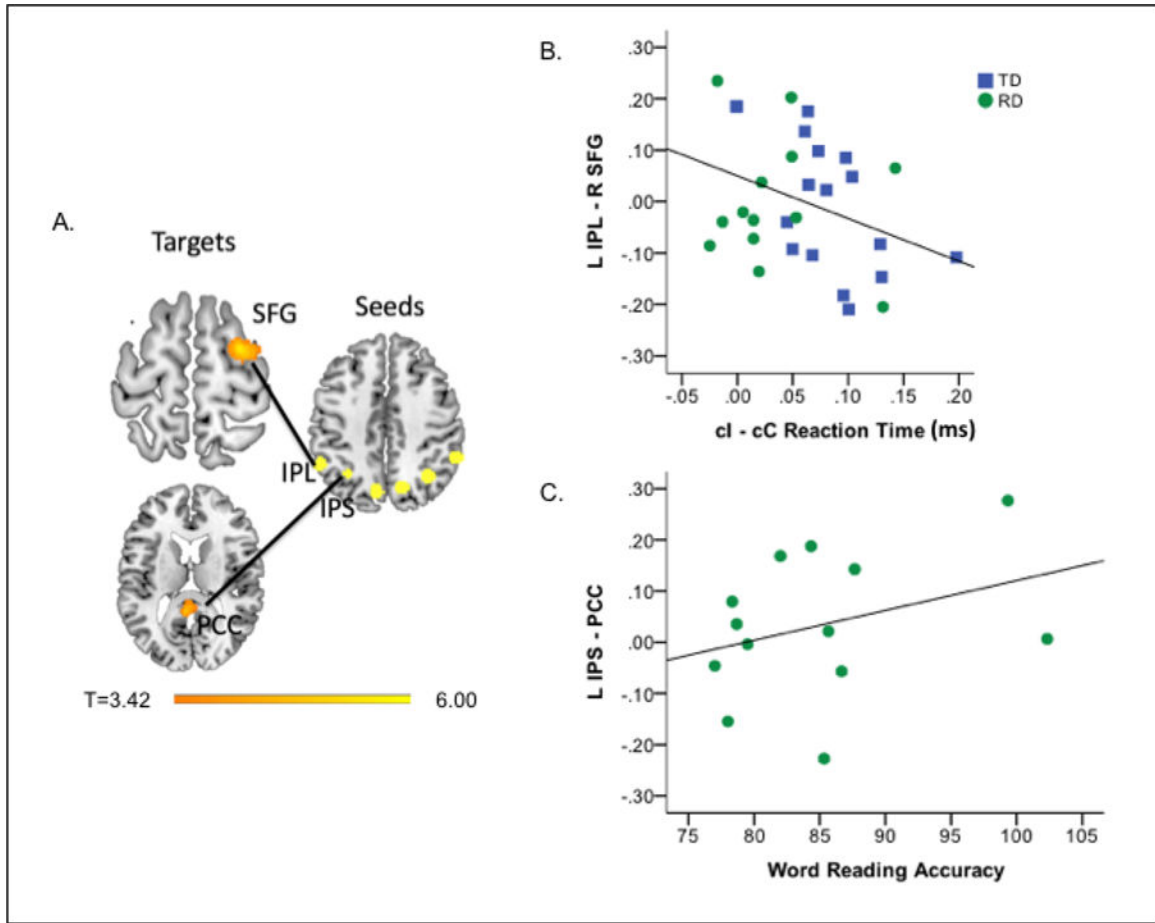 A.
Targets
SFG
Seeds
IPL
IPS
PCC
T=3.42 6.00
B.
L IPL - R SFG
.30
.20
.10
.00
-.10
-.20
-.30
-.05 .00 .05 .10 .15 .20
cI - cC Reaction Time (ms)
TD
RD
C.
L IPS - PCC
.30
.20
.10
.00
-.10
-.20
-.30
75 80 85 90 95 100 105
Word Reading Accuracy